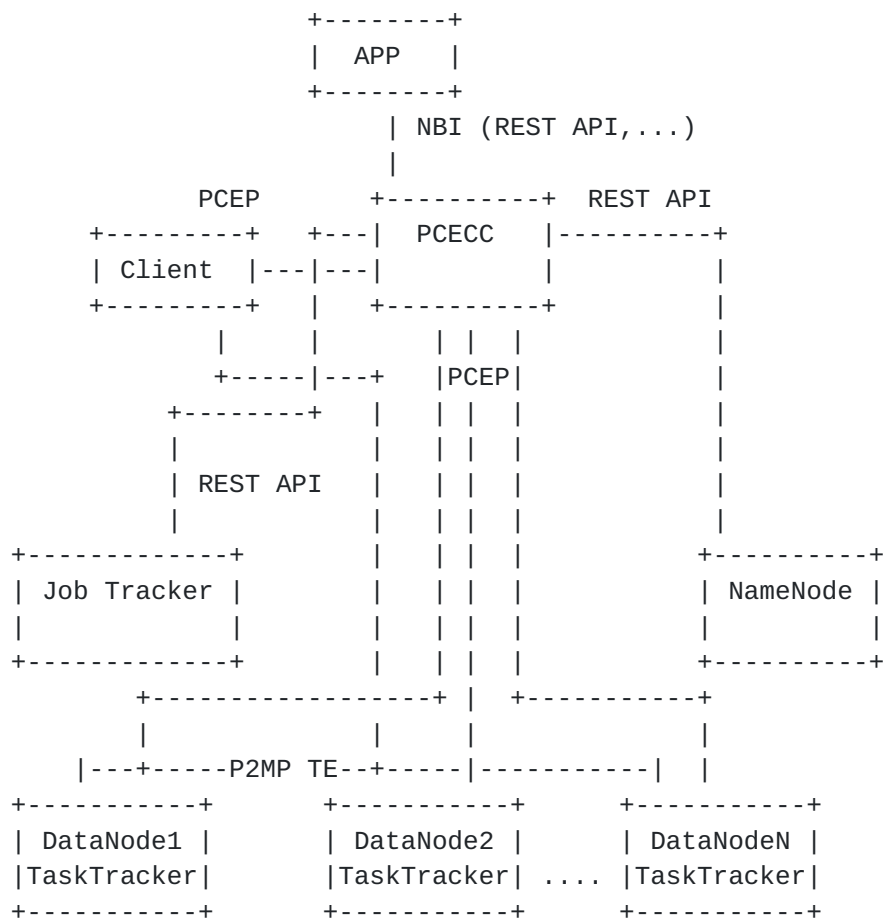 APP
NBI (REST API,...)
PCEP REST API
PCECC
Client
PCEP
REST API
Job Tracker NameNode
P2MP TE
DataNode1 DataNode2 DataNodeN
TaskTracker TaskTracker .... TaskTracker